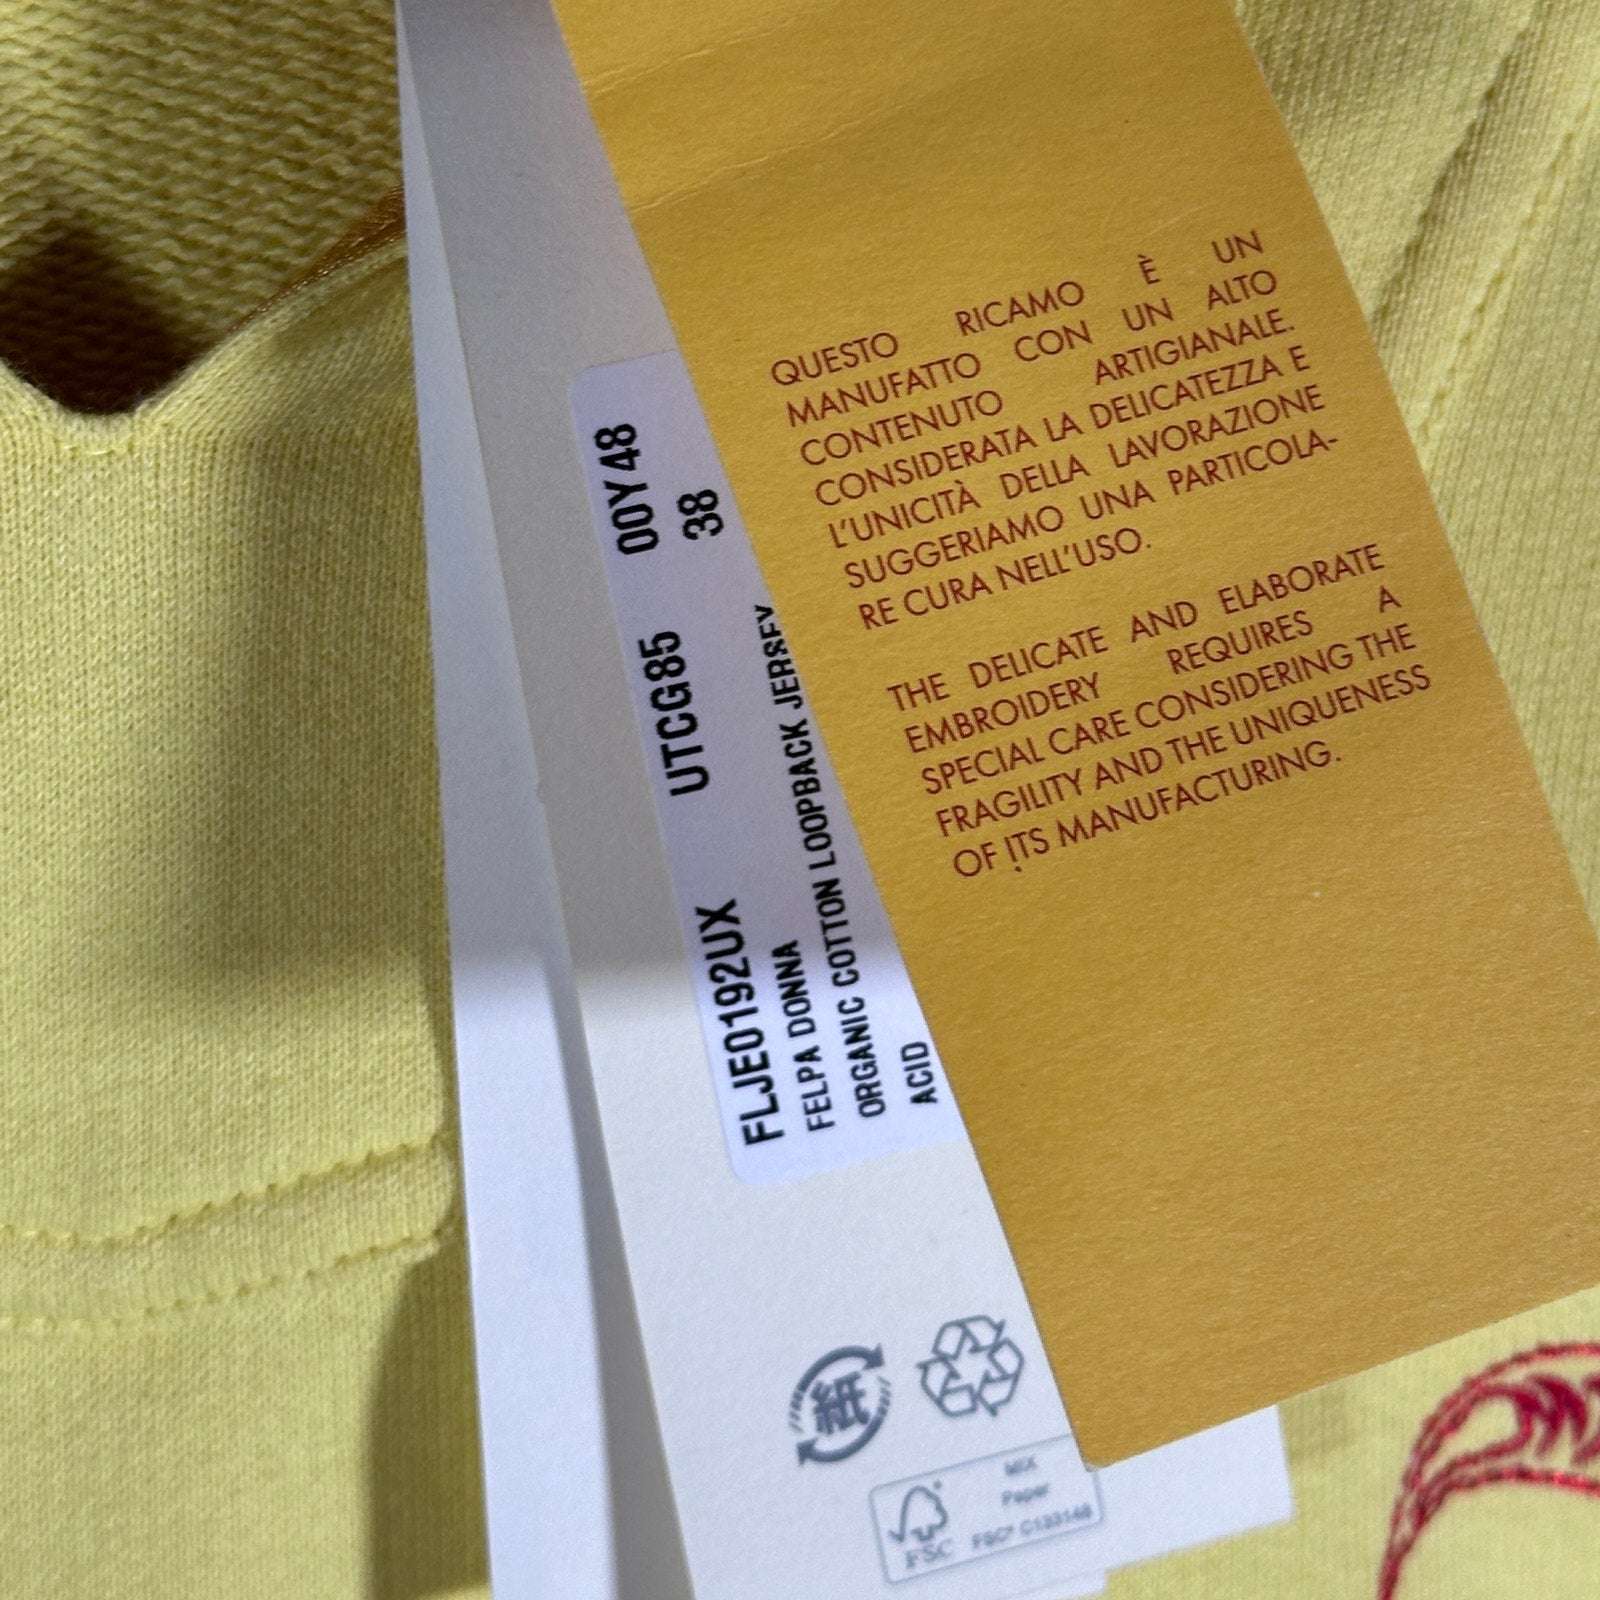 QUESTO RICAMO È UN
MANUFATTO CON UN ALTO
CONTENUTO ARTIGIANALE.
CONSIDERATA LA DELICATEZZA E
L'UNICITÀ DELLA LAVORAZIONE
SUGGERIAMO UNA PARTICOLA-
RE CURA NELL'USO.
THE DELICATE AND ELABORATE
EMBROIDERY REQUIRES A
SPECIAL CARE CONSIDERING THE
FRAGILITY AND THE UNIQUENESS
OF ITS MANUFACTURING.
FLJE0192UX UTCG85 00Y48
FELPA DONNA 38
ORGANIC COTTON LOOPBACK JERSEY
ACID
紙
FSC
MIX
Paper
FSC® C133148